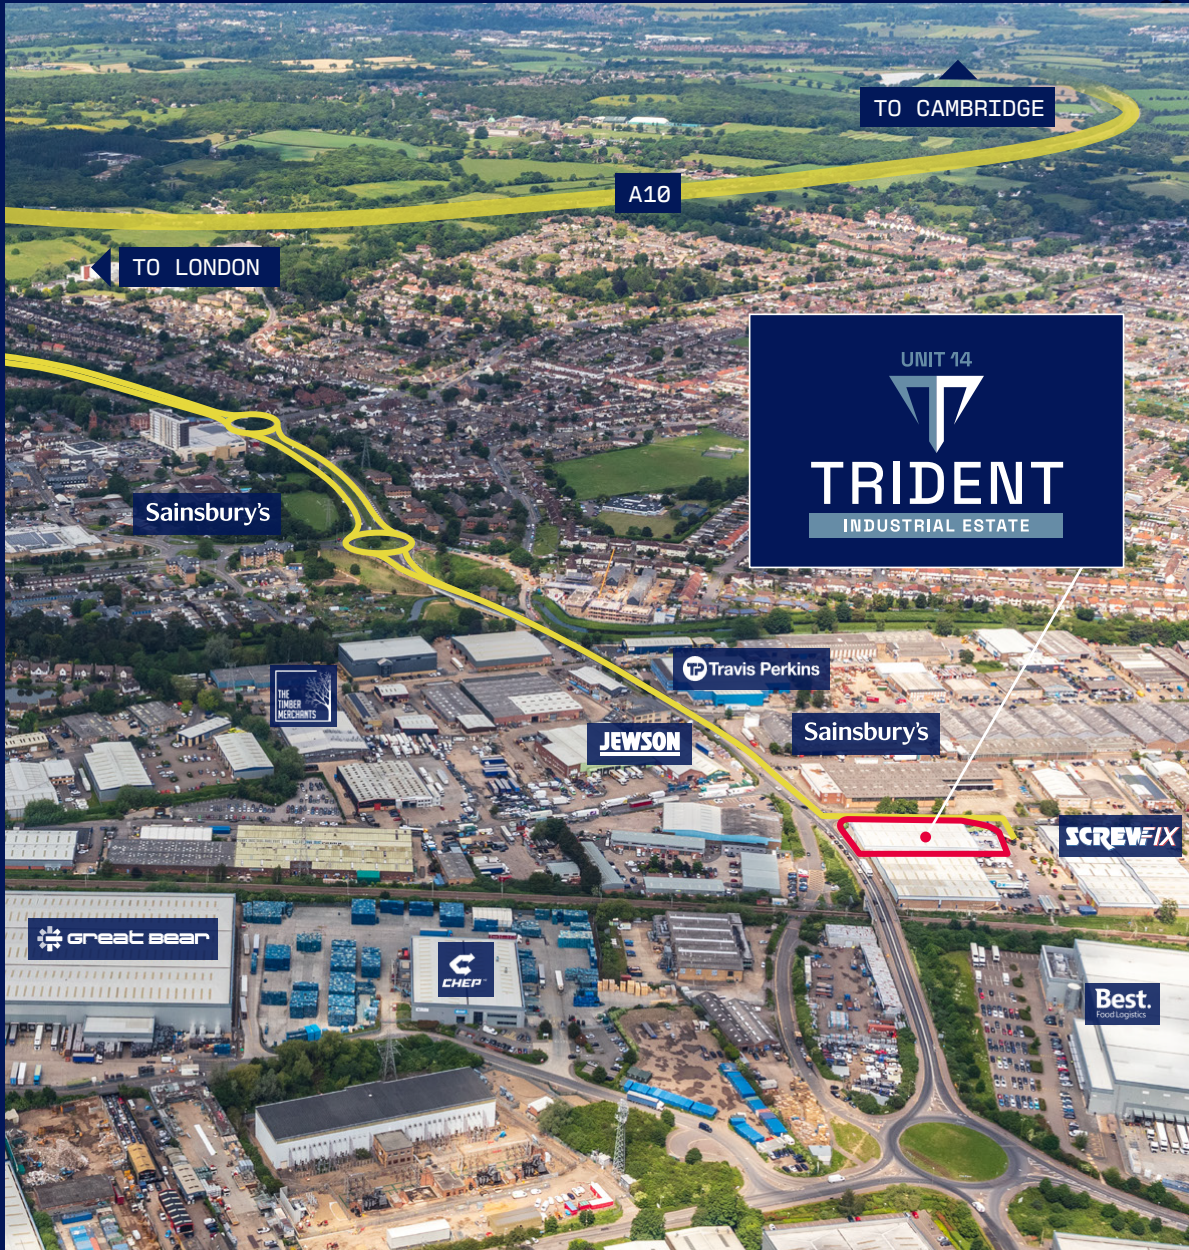 TO CAMBRIDGE
A10
TO LONDON
UNIT 14
TRIDENT
INDUSTRIAL ESTATE
Sainsbury's
TP Travis Perkins
THE
TIMBER
MERCHANTS
JEWSON
Sainsbury's
SCREWFIX
GREAT BEAR
CHEP
Best.
Food Logistics